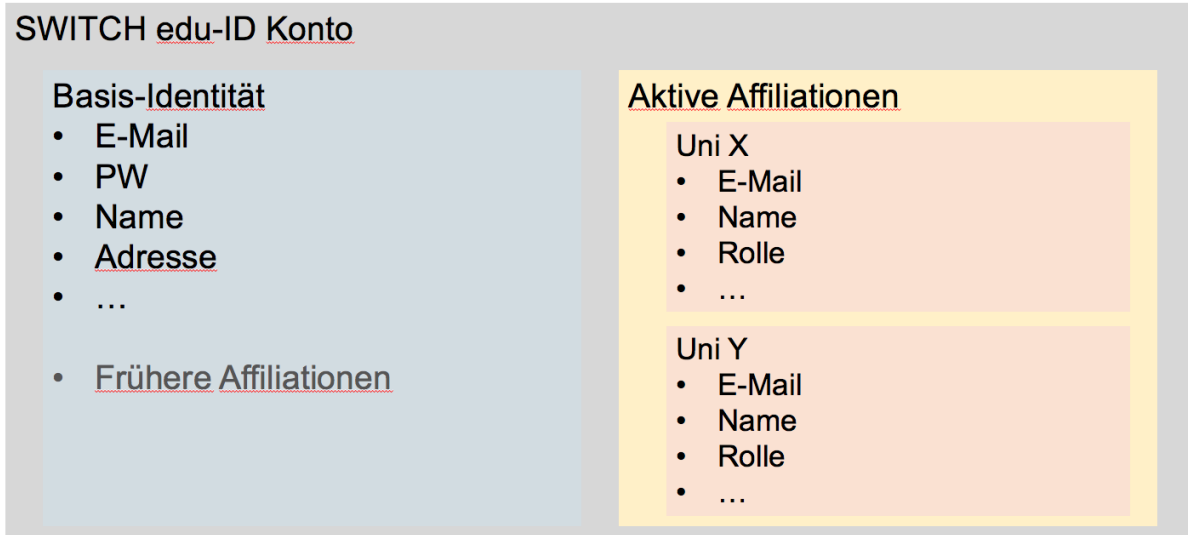 SWITCH edu-ID Konto
Basis-Identität
• E-Mail
• PW
• Name
• Adresse
• ...
• Frühere Affiliationen
Aktive Affiliationen
Uni X
• E-Mail
• Name
• Rolle
• ...
Uni Y
• E-Mail
• Name
• Rolle
• ...